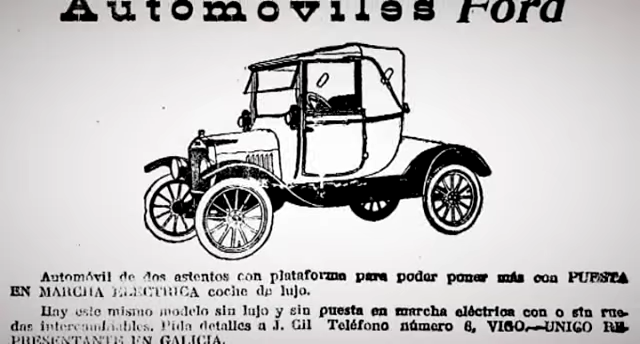 Automóviles Ford
Automóvil de dos asientos con plataforma para poder poner más con PUESTA
EN MARCHA ELECTRICA coche de lujo.
Hay este mismo modelo sin lujo y sin puesta en marcha eléctrica con o sin rue-
das intercambiables. Pida detalles a J. Gil Teléfono número 6, VIGO.—UNICO RE-
PRESENTANTE EN GALICIA.